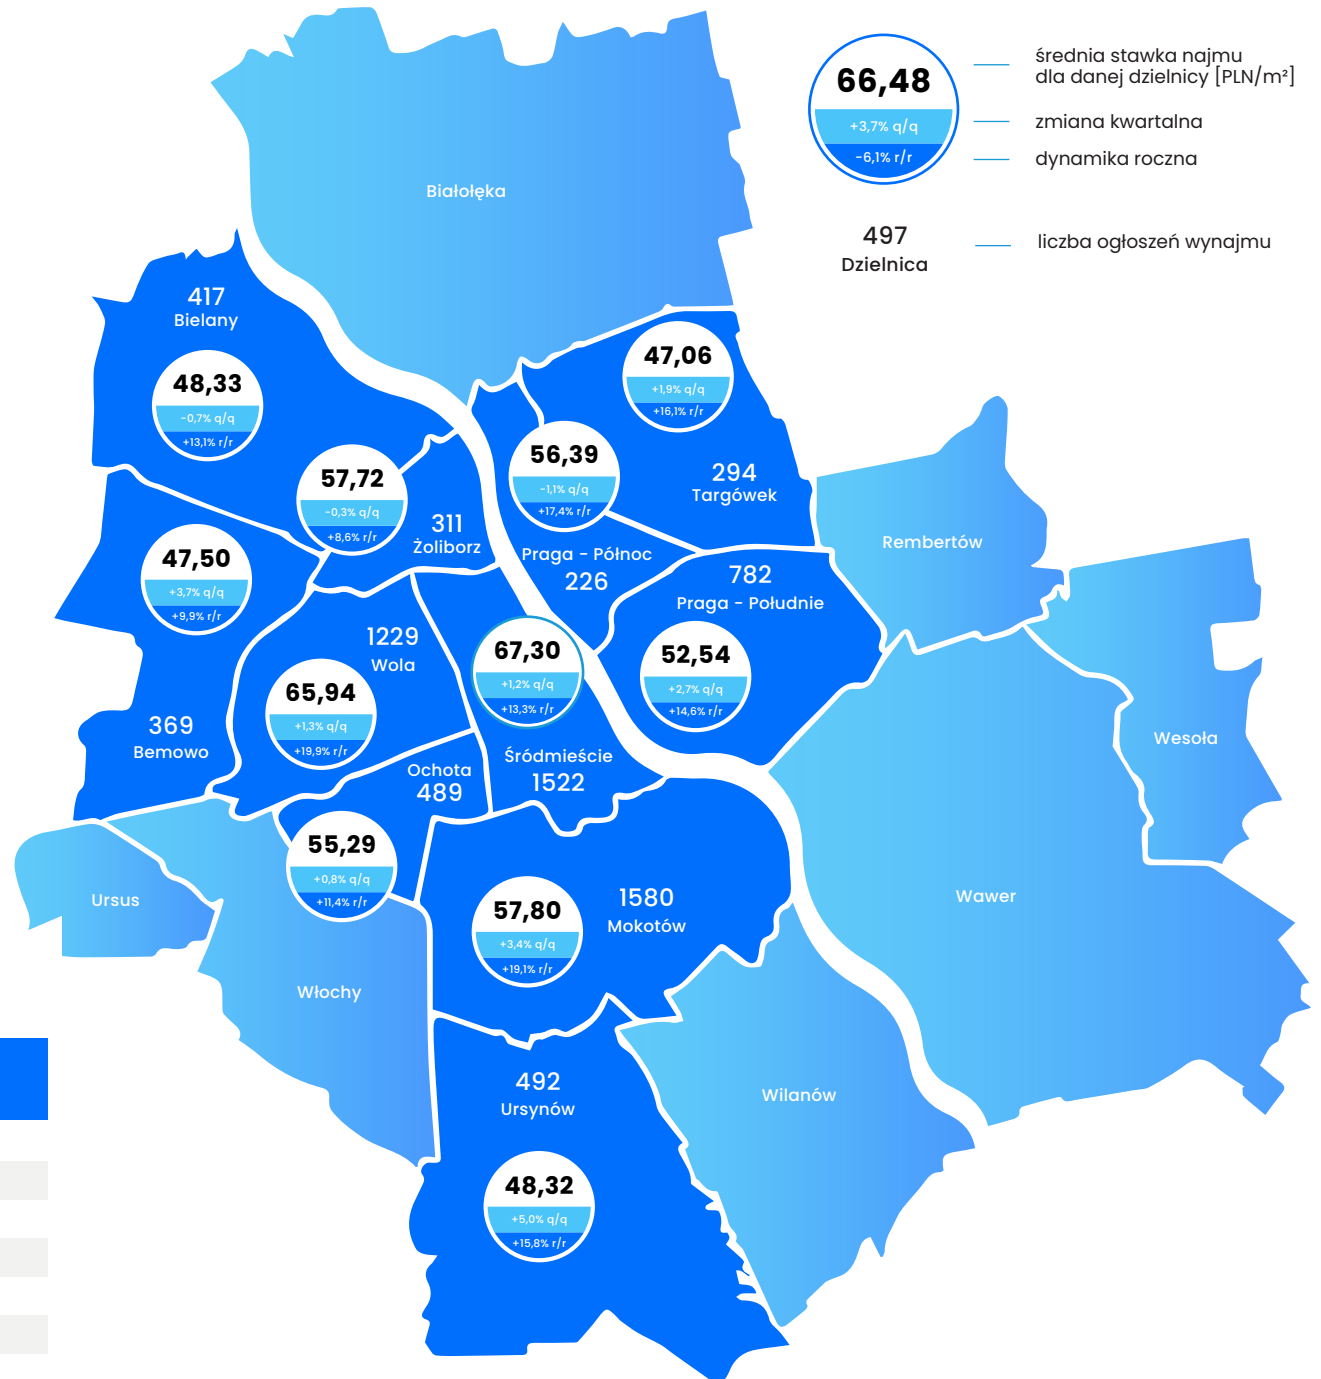 66,48
+3,7% q/q
-6,1% r/r
średnia stawka najmu
dla danej dzielnicy [PLN/m²]
zmiana kwartalna
dynamika roczna
497
Dzielnica
liczba ogłoszeń wynajmu
Białołęka
417
Bielany
48,33
-0,7% q/q
+13,1% r/r
47,06
+1,9% q/q
+16,1% r/r
294
Targówek
56,39
-1,1% q/q
+17,4% r/r
Praga - Północ
226
57,72
-0,3% q/q
+8,6% r/r
311
Żoliborz
Rembertów
47,50
+3,7% q/q
+9,9% r/r
369
Bemowo
782
Praga - Południe
52,54
+2,7% q/q
+14,6% r/r
1229
Wola
65,94
+1,3% q/q
+19,9% r/r
67,30
+1,2% q/q
+13,3% r/r
Śródmieście
1522
Wesoła
Ochota
489
55,29
+0,8% q/q
+11,4% r/r
Ursus
Włochy
57,80
+3,4% q/q
+19,1% r/r
1580
Mokotów
Wawer
Wilanów
492
Ursynów
48,32
+5,0% q/q
+15,8% r/r